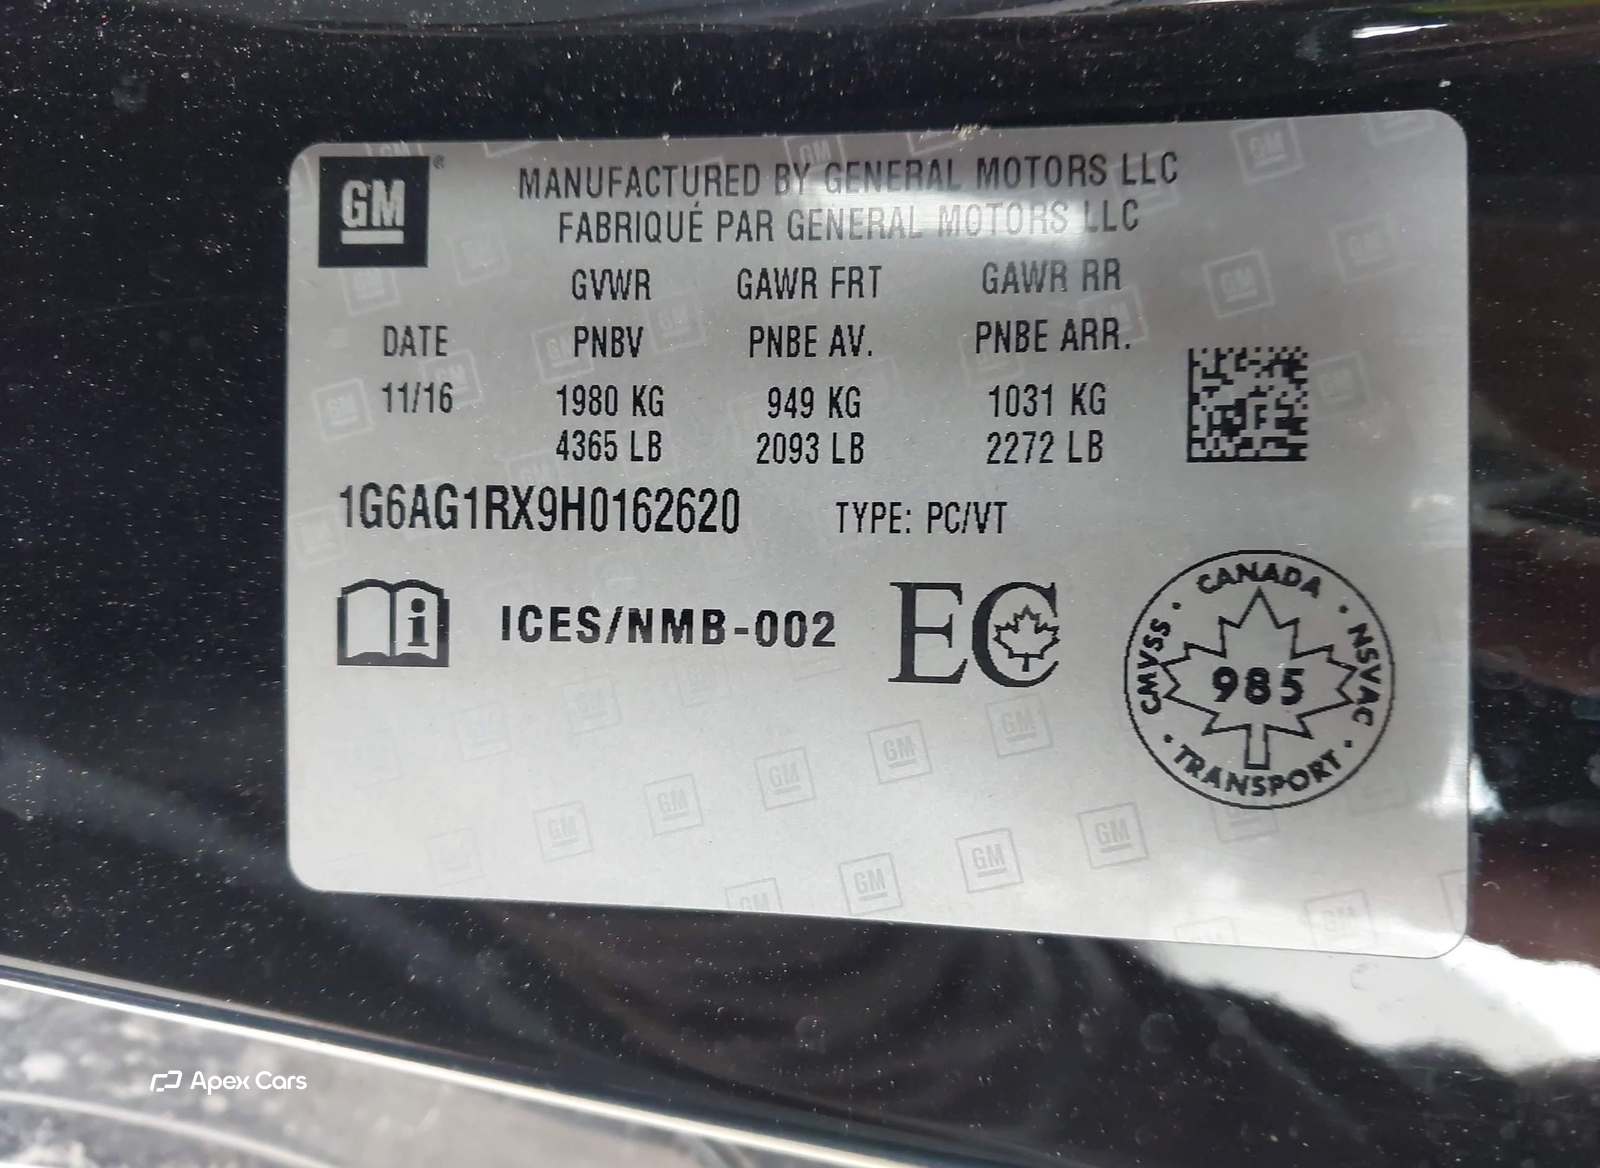 GM®
MANUFACTURED BY GENERAL MOTORS LLC
FABRIQUÉ PAR GENERAL MOTORS LLC
GVWR GAWR FRT GAWR RR
DATE PNBV PNBE AV. PNBE ARR.
11/16 1980 KG 949 KG 1031 KG
4365 LB 2093 LB 2272 LB
1G6AG1RX9H0162620 TYPE: PC/VT
i ICES/NMB-002 EC
CANADA
CMVSS 985 NSVAC
TRANSPORT
Apex Cars